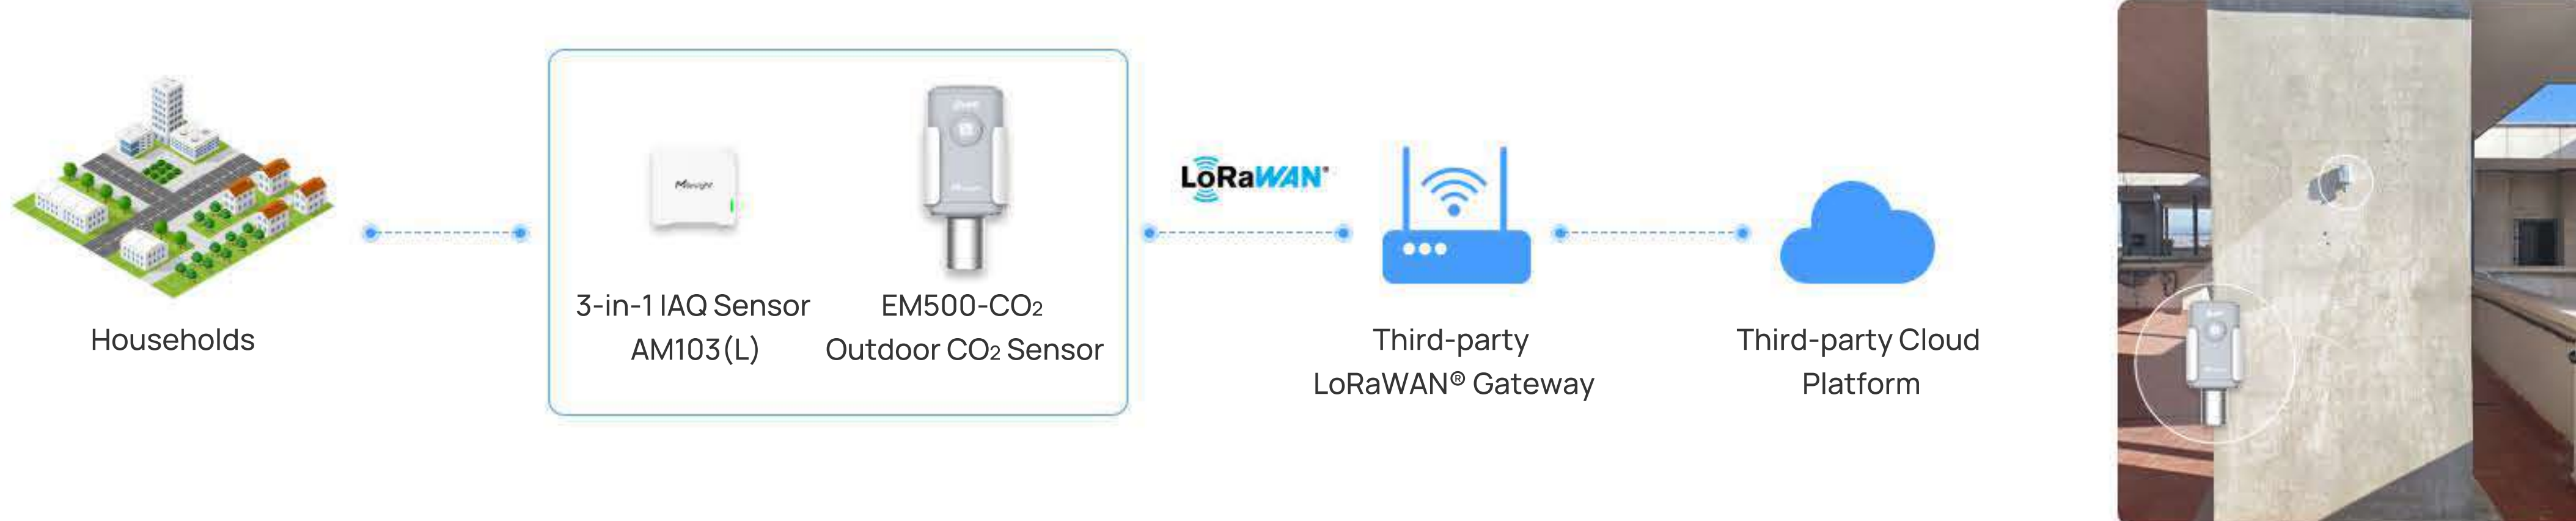 Households
Milesight
3-in-1 IAQ Sensor
AM103(L)
EM500-CO₂
Outdoor CO₂ Sensor
LoRaWAN®
Third-party
LoRaWAN® Gateway
Third-party Cloud
Platform